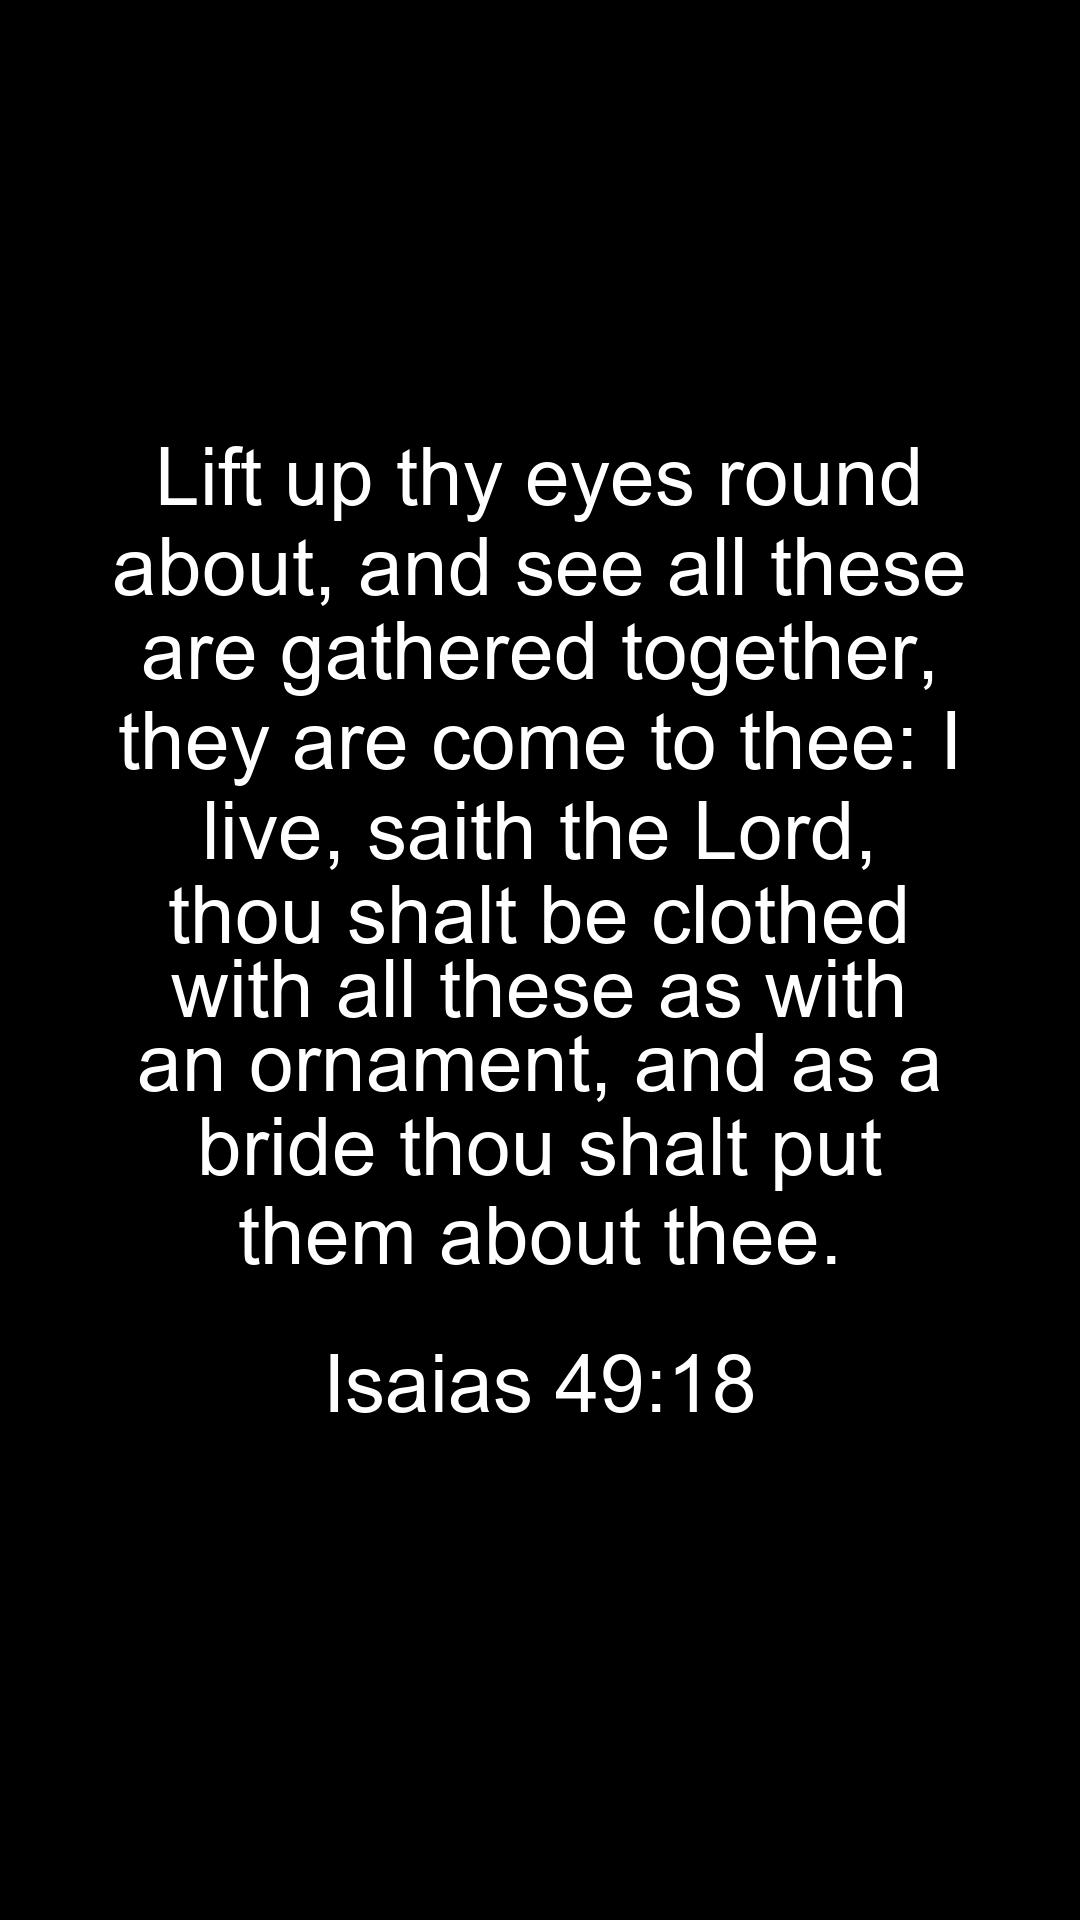 Lift up thy eyes round
about, and see all these
are gathered together,
they are come to thee: I
live, saith the Lord,
thou shalt be clothed
with all these as with
an ornament, and as a
bride thou shalt put
them about thee.
Isaias 49:18